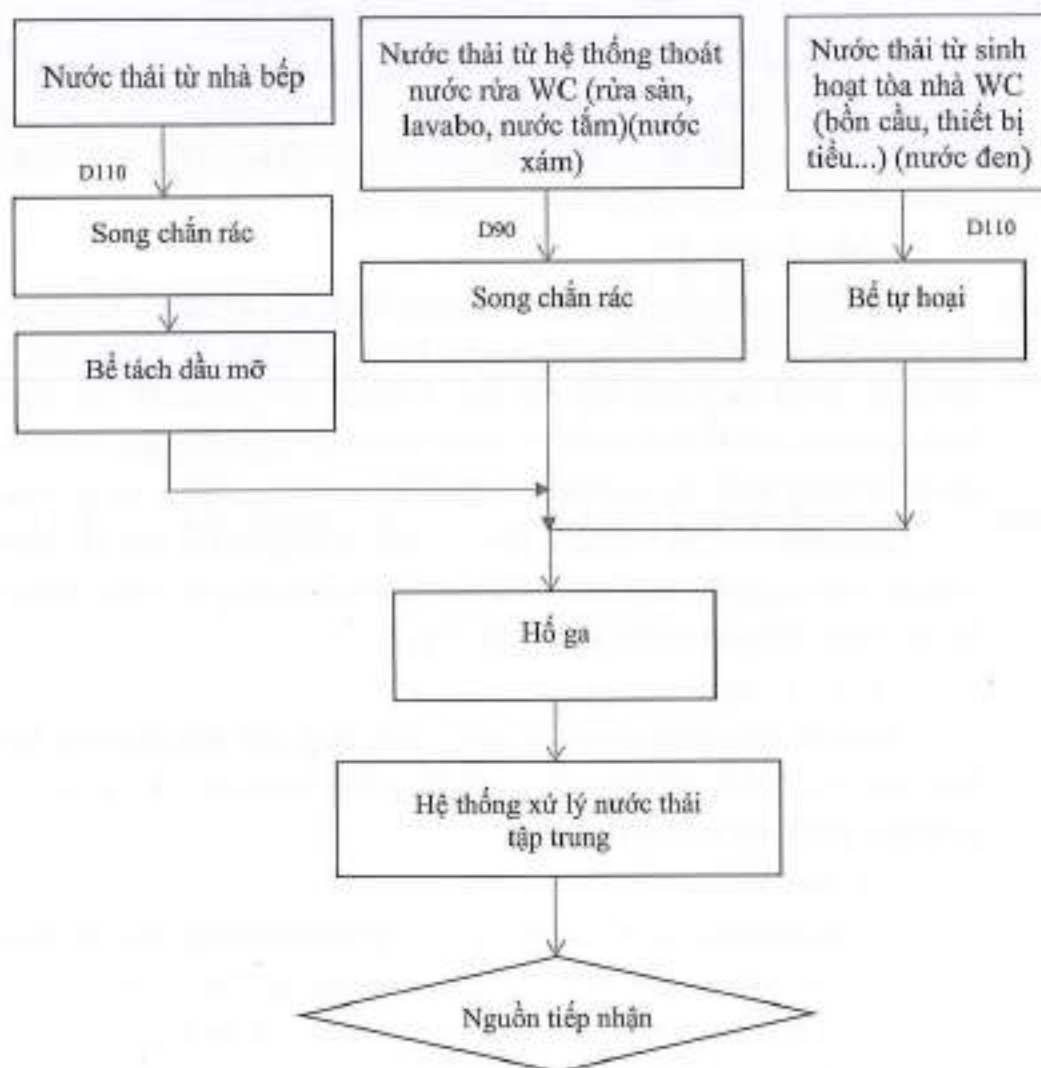 Nước thải từ nhà bếp
Nước thải từ hệ thống thoát
nước rửa WC (rửa sàn,
lavabo, nước tắm)(nước
xám)
Nước thải từ sinh
hoạt tòa nhà WC
(bồn cầu, thiết bị
tiểu...) (nước đen)
D110
D90
D110
Song chắn rác
Song chắn rác
Bể tự hoại
Bể tách dầu mỡ
Hố ga
Hệ thống xử lý nước thải
tập trung
Nguồn tiếp nhận